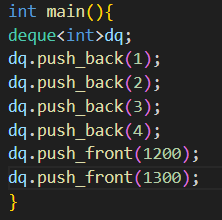 int main(){
deque<int>dq;
dq.push_back(1);
dq.push_back(2);
dq.push_back(3);
dq.push_back(4);
dq.push_front(1200);
dq.push_front(1300);
}